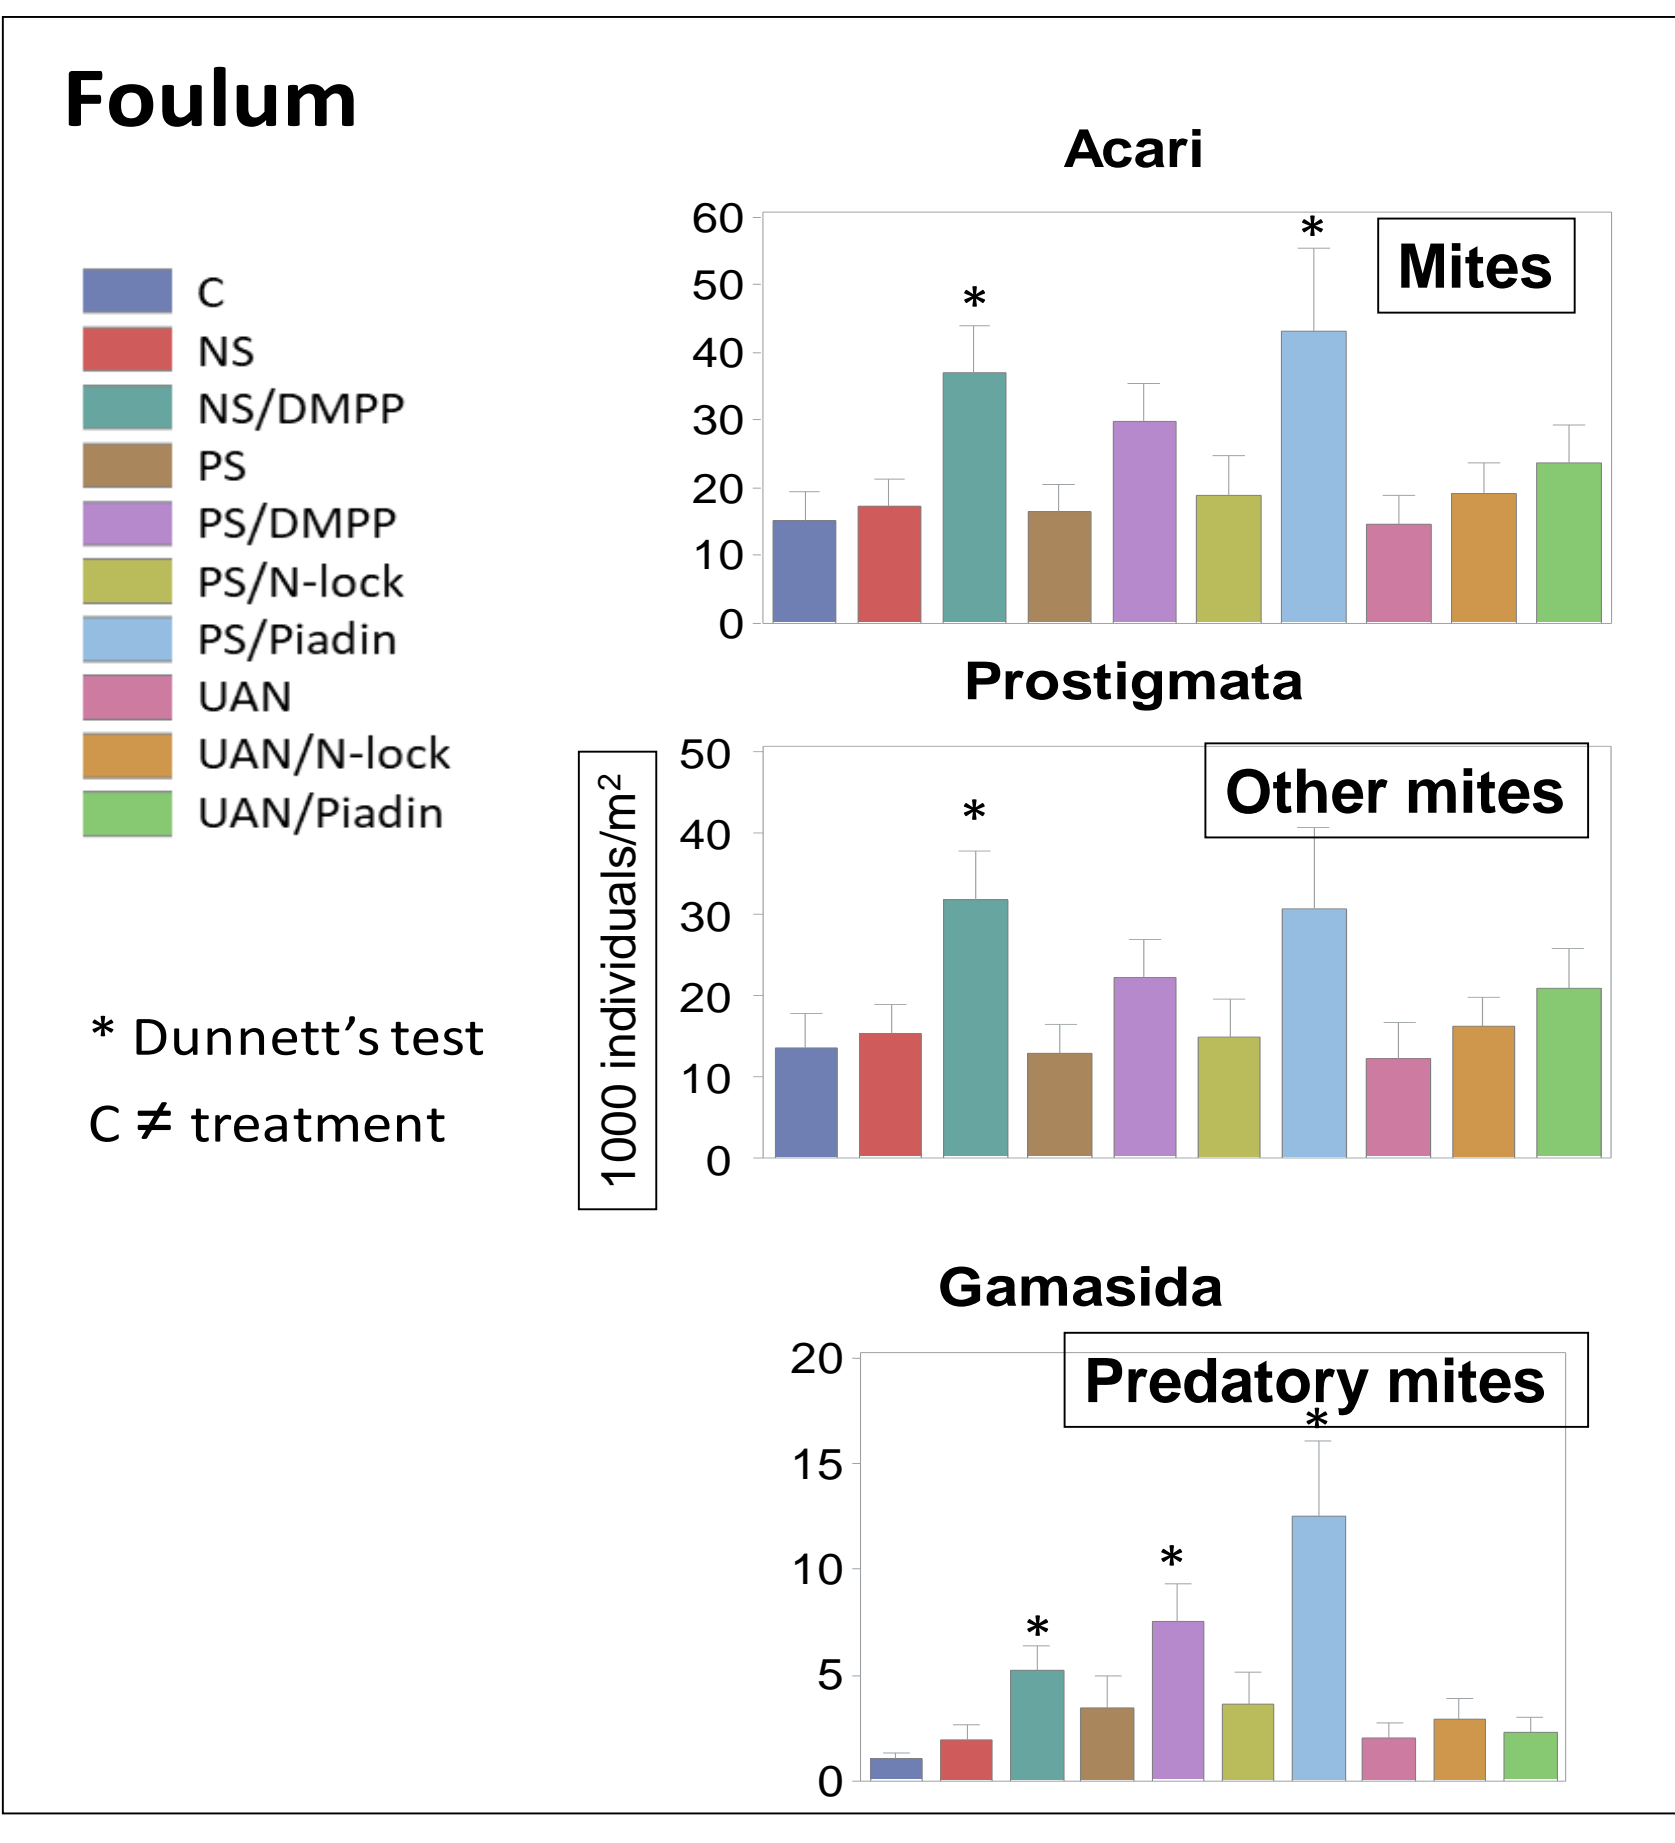 Foulum
C
NS
NS/DMPP
PS
PS/DMPP
PS/N-lock
PS/Piadin
UAN
UAN/N-lock
UAN/Piadin
* Dunnett’s test
C ≠ treatment
Acari
Mites
60
50
40
30
20
10
0
*
*
Prostigmata
Other mites
1000 individuals/m²
50
40
30
20
10
0
*
Gamasida
Predatory mites
20
15
10
5
0
*
*
*